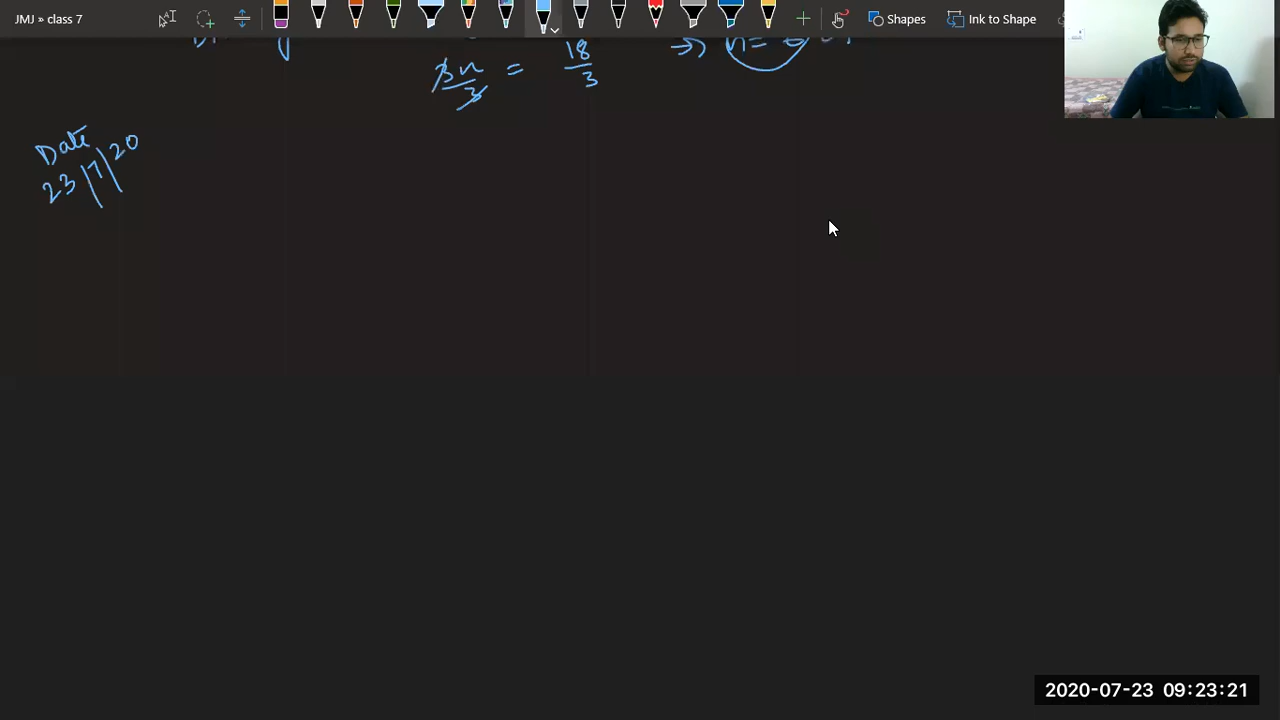 JMJ » class 7
Shapes
Ink to Shape
3n/3 = 18/3 => n=
Date
23/7/20
2020-07-23 09:23:21